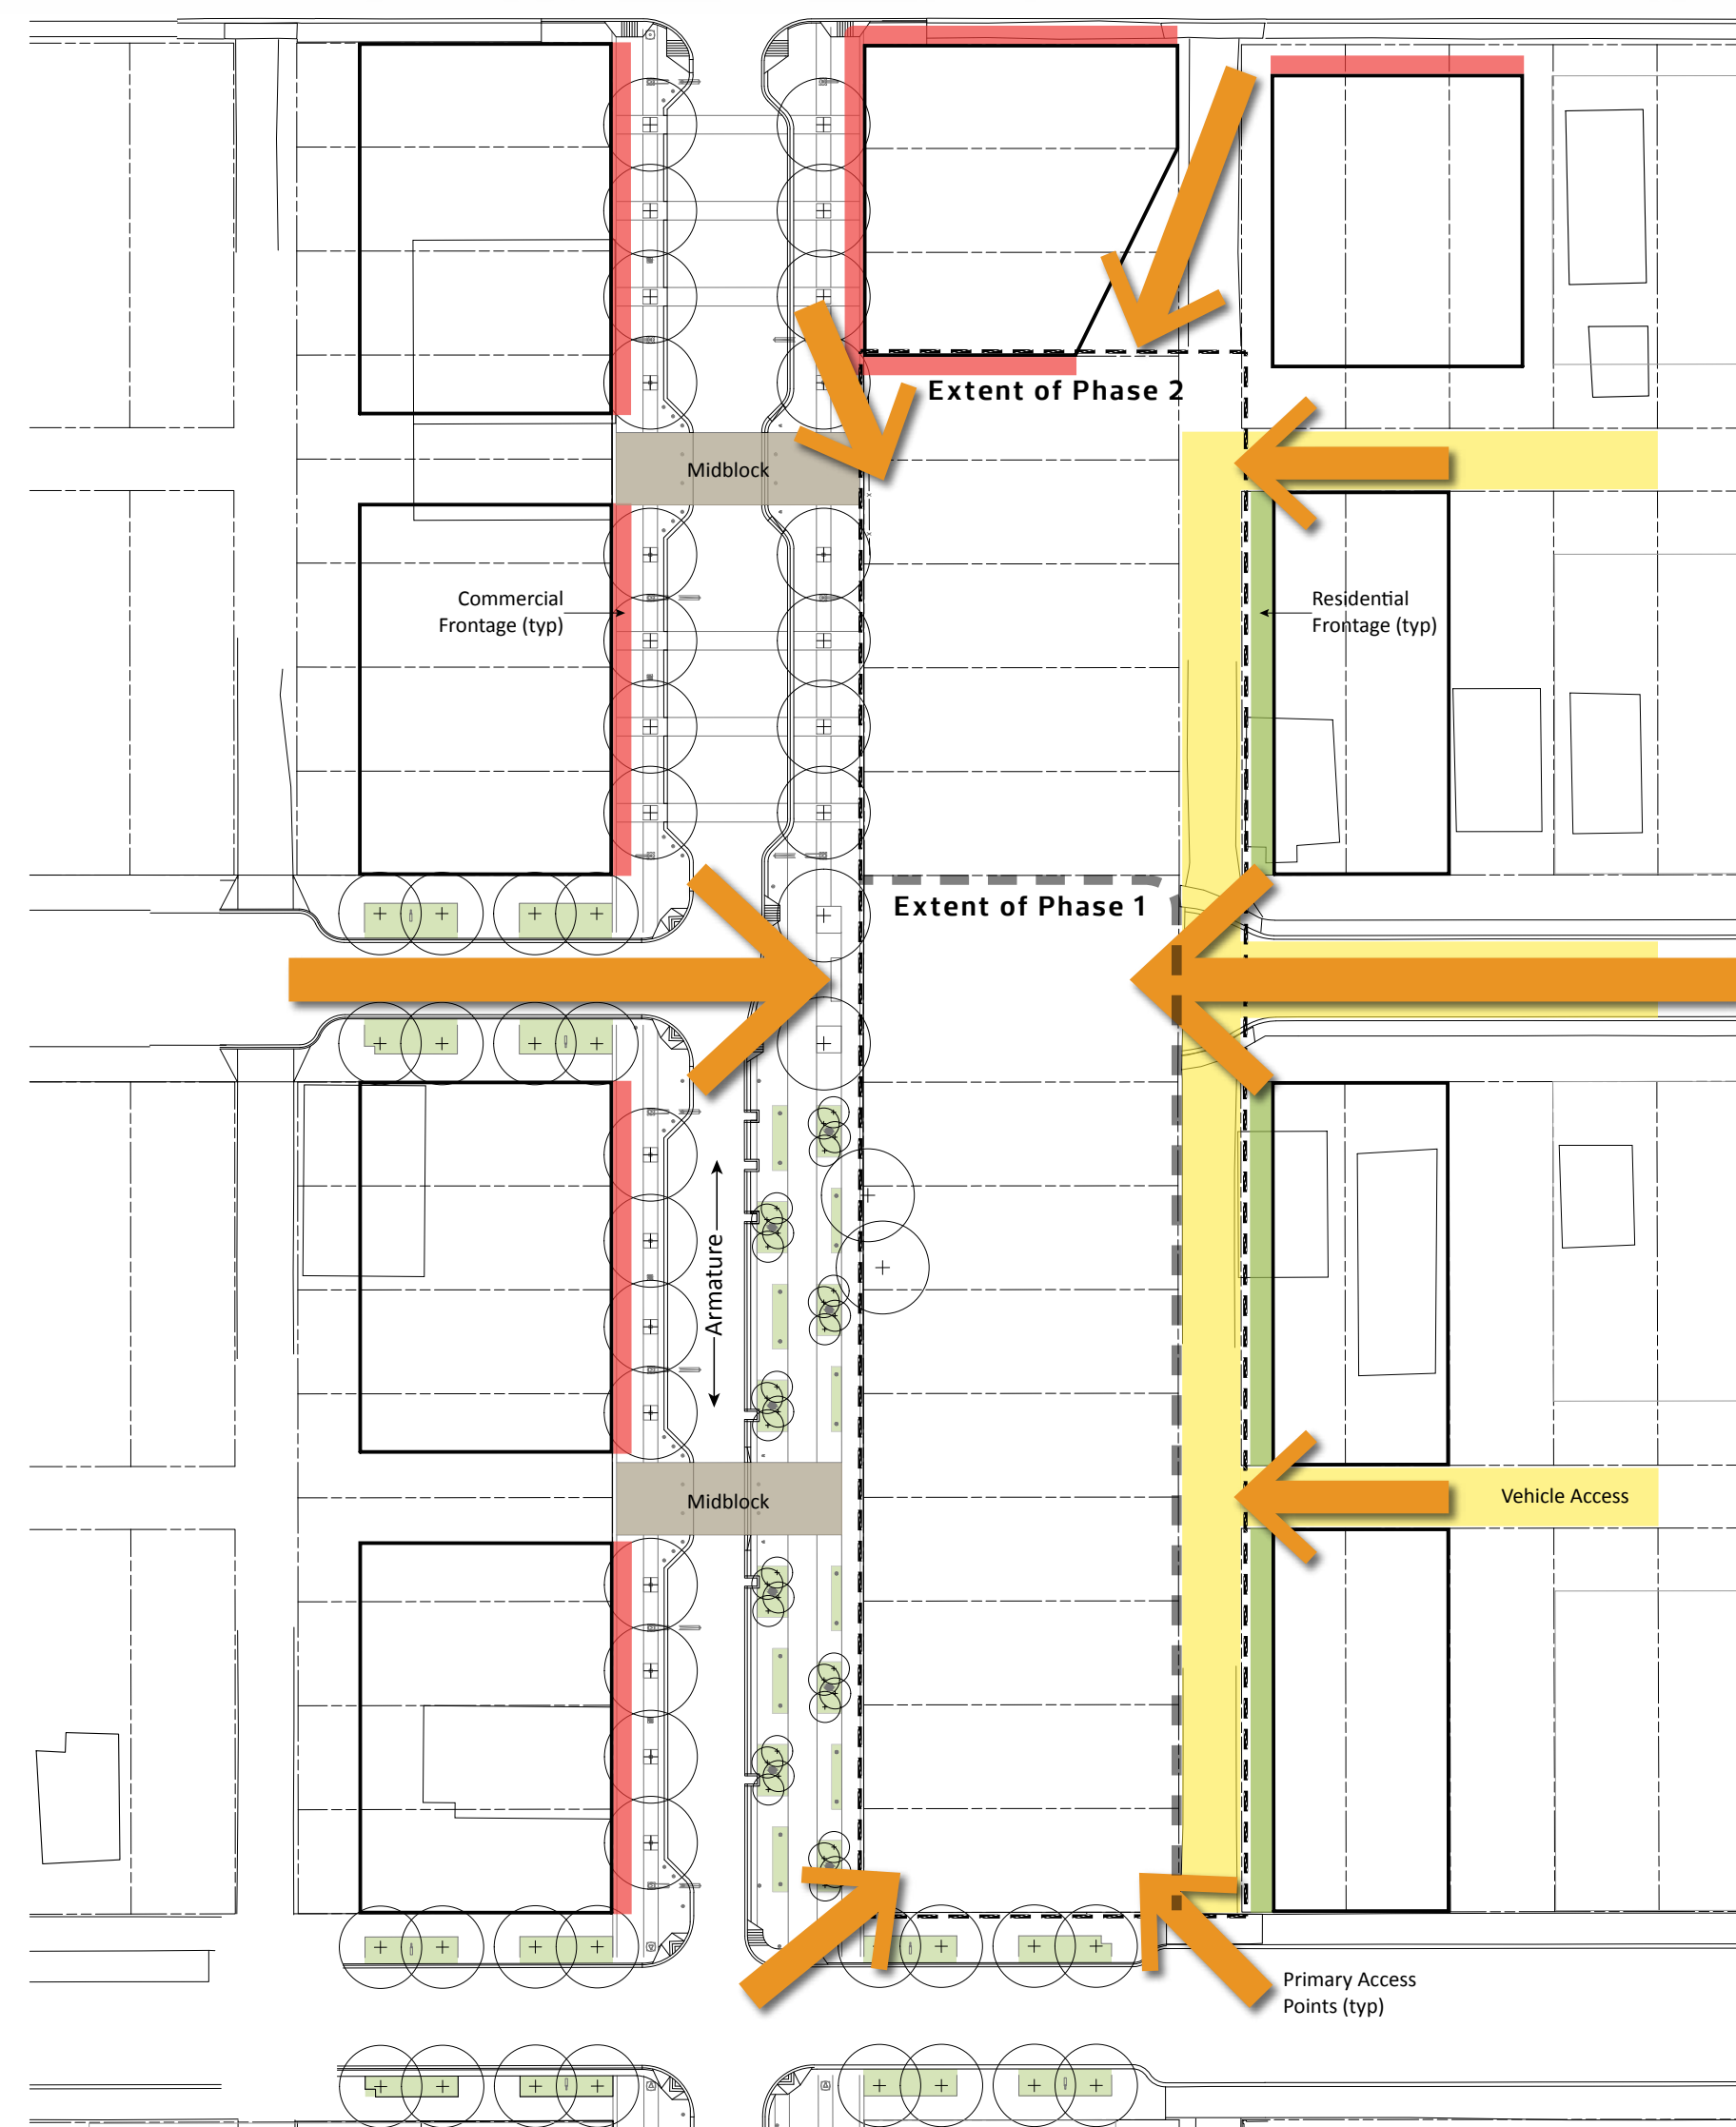 Extent of Phase 2
Midblock
Commercial
Frontage (typ)
Residential
Frontage (typ)
Extent of Phase 1
Armature
Midblock
Vehicle Access
Primary Access
Points (typ)